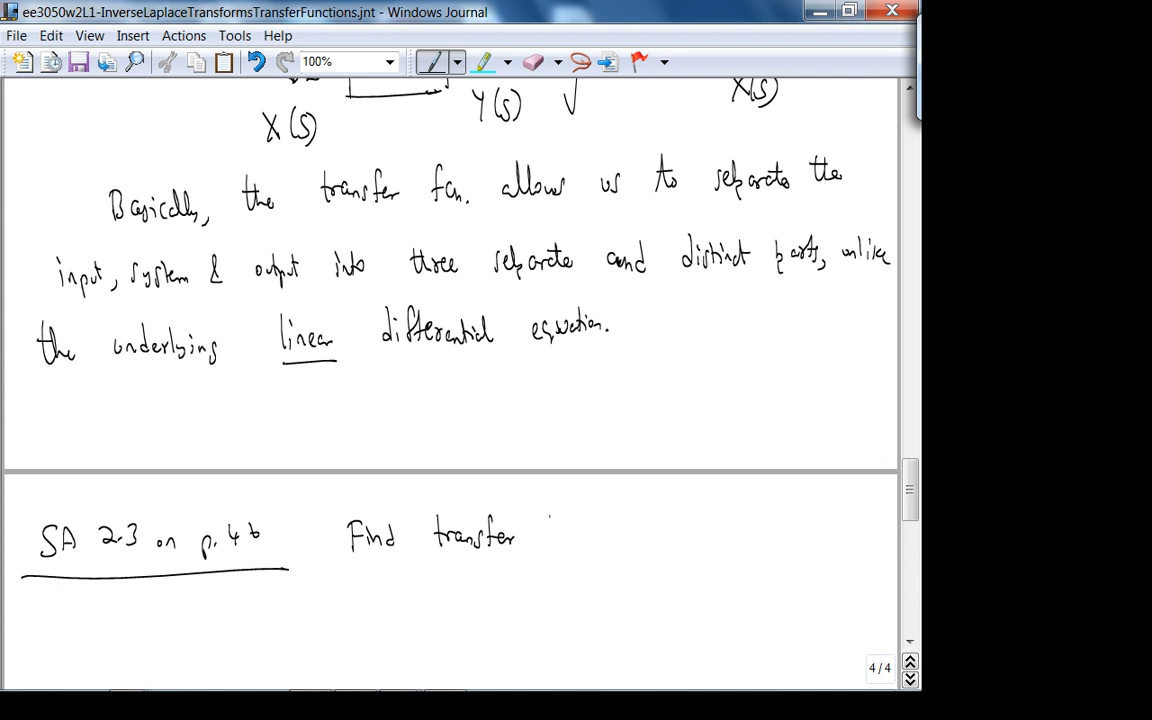 ee3050w2L1-InverseLaplaceTransformsTransferFunctions.jnt - Windows Journal
File Edit View Insert Actions Tools Help
100%
X(s) Y(s) X(s)
Basically, the transfer fcn. allows us to separate the
input, system & output into three separate and distinct parts, unlike
the underlying linear differential equation.
SA 2.3 on p. 46 Find transfer
4 / 4